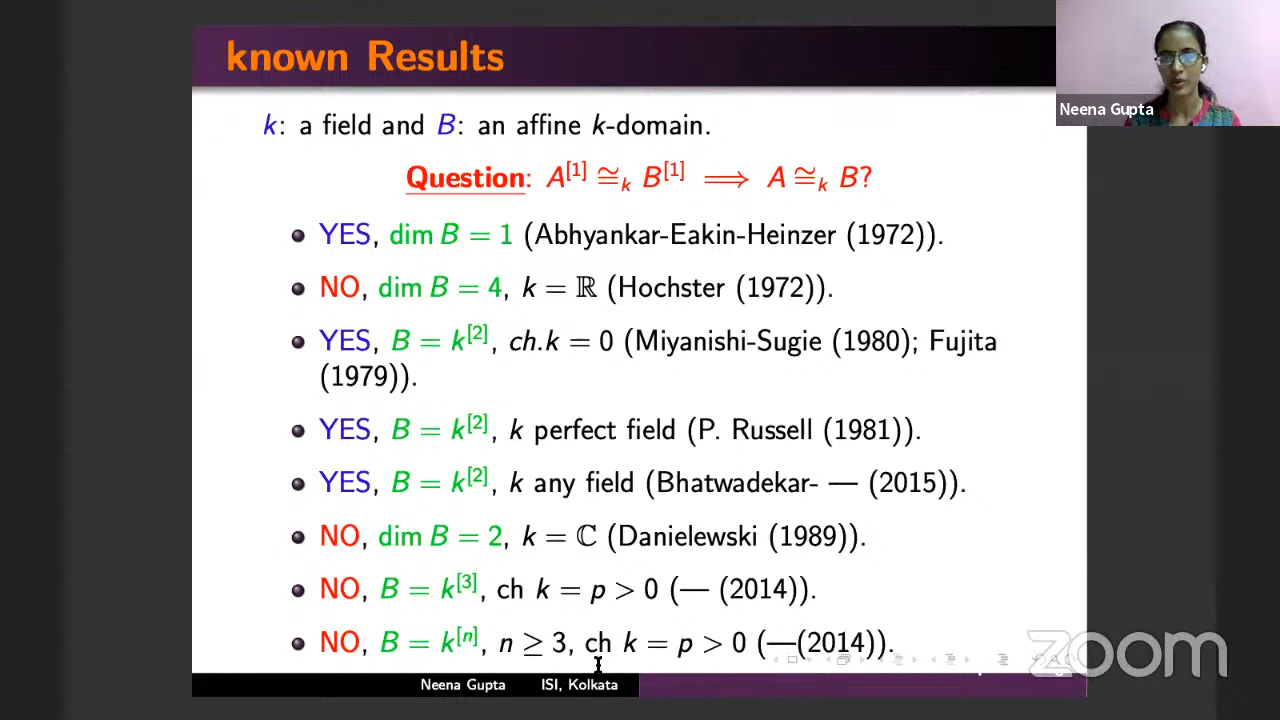 known Results
Neena Gupta
k: a field and B: an affine k-domain.
Question: A^[1] ≅_k B^[1] ⟹ A ≅_k B?
YES, dim B = 1 (Abhyankar-Eakin-Heinzer (1972)).
NO, dim B = 4, k = ℝ (Hochster (1972)).
YES, B = k^[2], ch.k = 0 (Miyanishi-Sugie (1980); Fujita
(1979)).
YES, B = k^[2], k perfect field (P. Russell (1981)).
YES, B = k^[2], k any field (Bhatwadekar- — (2015)).
NO, dim B = 2, k = ℂ (Danielewski (1989)).
NO, B = k^[3], ch k = p > 0 (— (2014)).
NO, B = k^[n], n ≥ 3, ch k = p > 0 (—(2014)).
zoom
Neena Gupta ISI, Kolkata